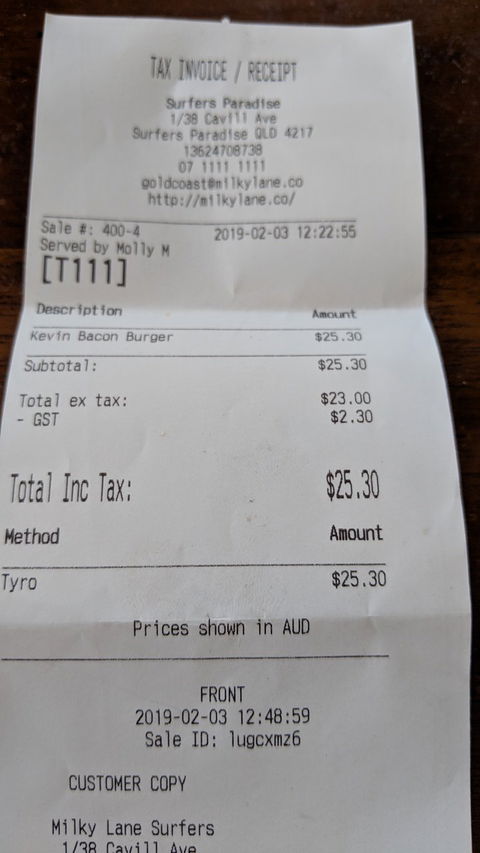 TAX INVOICE / RECEIPT
Surfers Paradise
1/38 Cavill Ave
Surfers Paradise QLD 4217
13624708738
07 1111 1111
goldcoast@milkylane.co
http://milkylane.co/
Sale #: 400-4 2019-02-03 12:22:55
Served by Molly M
[T111]
Description Amount
Kevin Bacon Burger $25.30
Subtotal: $25.30
Total ex tax: $23.00
- GST $2.30
Total Inc Tax: $25.30
Method Amount
Tyro $25.30
Prices shown in AUD
FRONT
2019-02-03 12:48:59
Sale ID: lugcxmz6
CUSTOMER COPY
Milky Lane Surfers
1/38 Cavill Ave